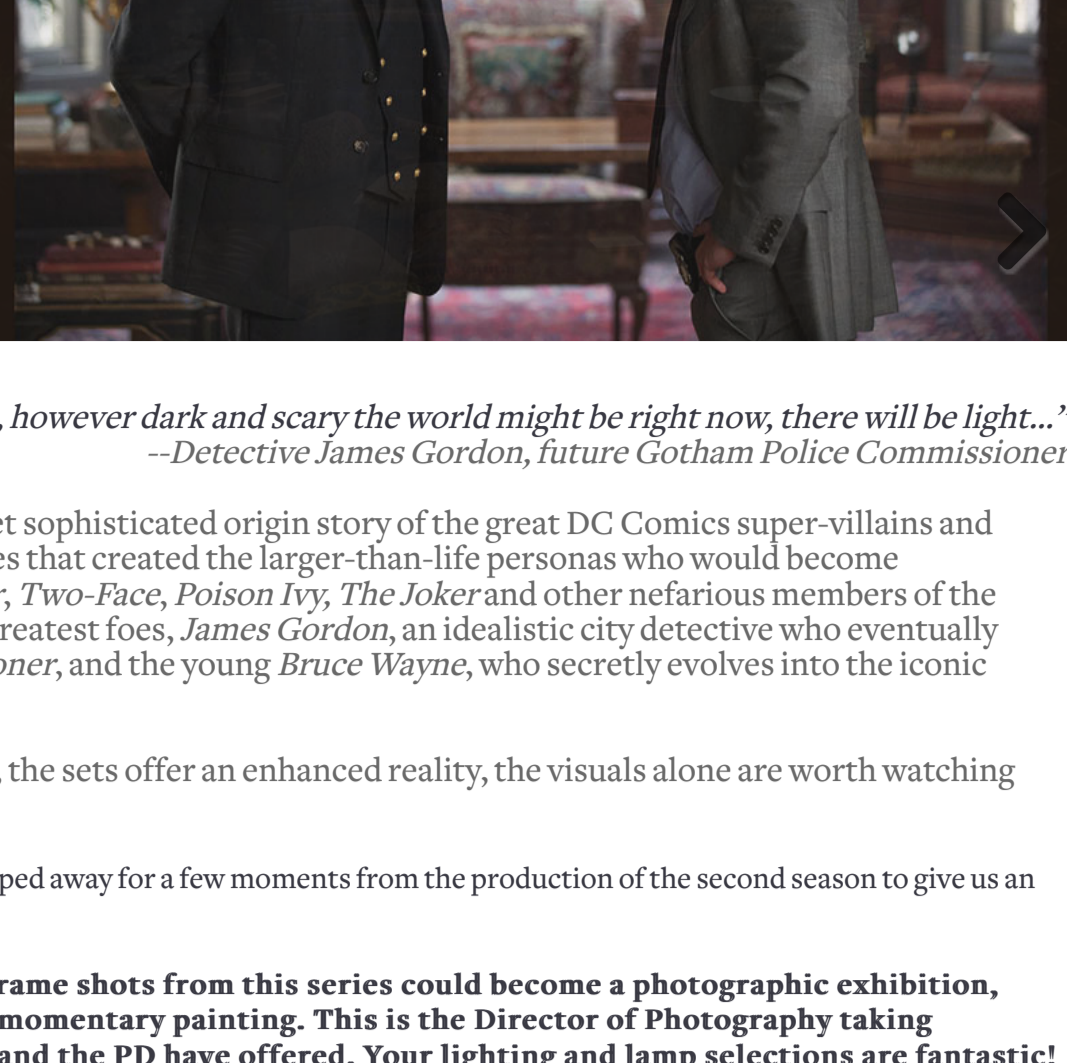 , however dark and scary the world might be right now, there will be light..."
--Detective James Gordon, future Gotham Police Commissioner
sophisticated origin story of the great DC Comics super-villains and
that created the larger-than-life personas who would become
, Two-Face, Poison Ivy, The Joker and other nefarious members of the
foes, James Gordon, an idealistic city detective who eventually
, and the young Bruce Wayne, who secretly evolves into the iconic
, the sets offer an enhanced reality, the visuals alone are worth watching
away for a few moments from the production of the second season to give us an
shots from this series could become a photographic exhibition,
momentary painting. This is the Director of Photography taking
and the PD have offered. Your lighting and lamp selections are fantastic!